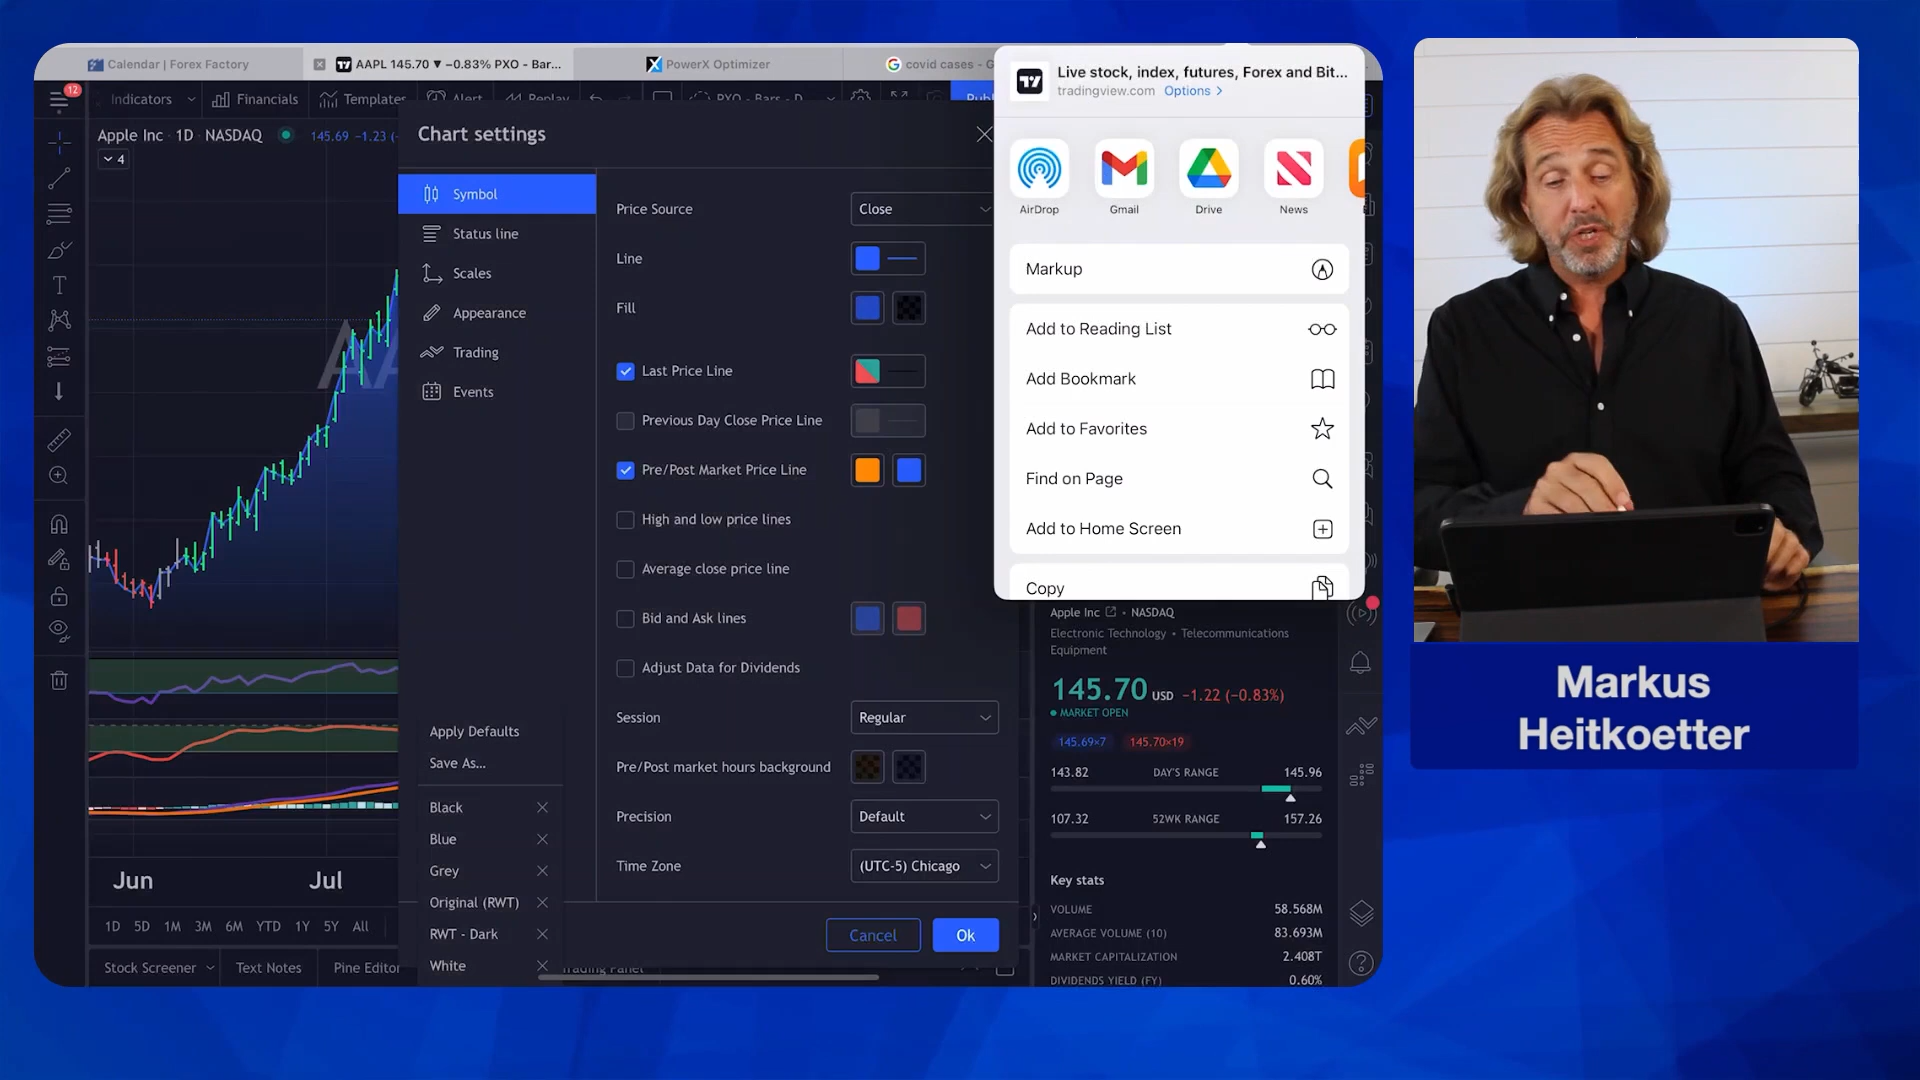 Calendar | Forex Factory
AAPL 145.70 ▼ −0.83% PXO - Bar...
PowerX Optimizer
covid cases - G
12
Indicators
Financials
Templates
Alert
Replay
PXO - Bars - D
Publ
Apple Inc · 1D · NASDAQ
145.69 −1.23 (-
4
Chart settings
Symbol
Status line
Scales
Appearance
Trading
Events
Price Source
Close
Line
Fill
Last Price Line
Previous Day Close Price Line
Pre/Post Market Price Line
High and low price lines
Average close price line
Bid and Ask lines
Adjust Data for Dividends
Session
Regular
Pre/Post market hours background
Precision
Default
Time Zone
(UTC-5) Chicago
Apply Defaults
Save As...
Black
Blue
Grey
Original (RWT)
RWT - Dark
White
Cancel
Ok
Jun
Jul
1D 5D 1M 3M 6M YTD 1Y 5Y All
Stock Screener
Text Notes
Pine Editor
Trading Panel
Live stock, index, futures, Forex and Bit...
tradingview.com Options
AirDrop
Gmail
Drive
News
Markup
Add to Reading List
Add Bookmark
Add to Favorites
Find on Page
Add to Home Screen
Copy
Apple Inc • NASDAQ
Electronic Technology • Telecommunications
Equipment
145.70 USD −1.22 (−0.83%)
MARKET OPEN
145.69×7 145.70×19
143.82 DAY'S RANGE 145.96
107.32 52WK RANGE 157.26
Key stats
VOLUME 58.568M
AVERAGE VOLUME (10) 83.693M
MARKET CAPITALIZATION 2.408T
DIVIDENDS YIELD (FY) 0.60%
Markus
Heitkoetter